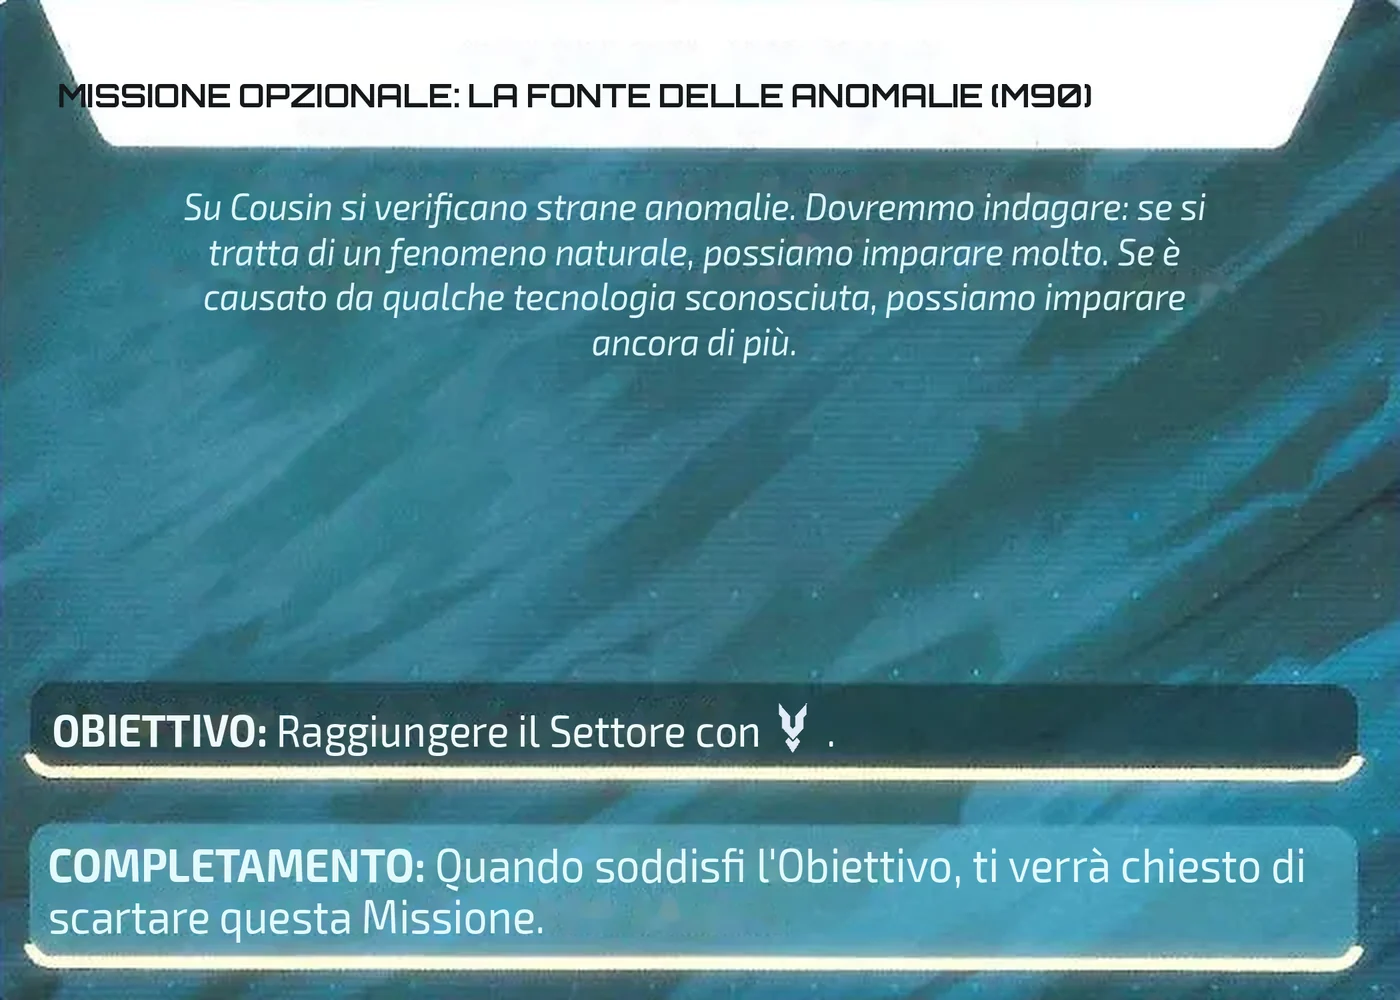 MISSIONE OPZIONALE: LA FONTE DELLE ANOMALIE (M90)
Su Cousin si verificano strane anomalie. Dovremmo indagare: se si
tratta di un fenomeno naturale, possiamo imparare molto. Se è
causato da qualche tecnologia sconosciuta, possiamo imparare
ancora di più.
OBIETTIVO: Raggiungere il Settore con .
COMPLETAMENTO: Quando soddisfi l'Obiettivo, ti verrà chiesto di
scartare questa Missione.